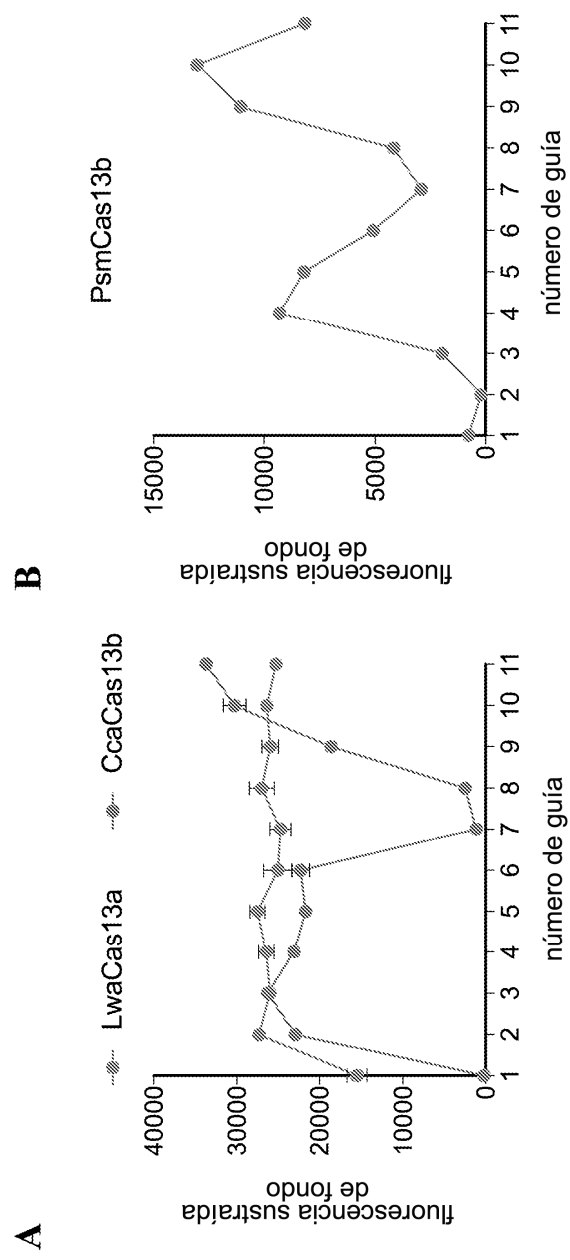 A
LwaCas13a
CcaCas13b
fluorescencia sustraída
de fondo
40000
30000
20000
10000
0
1 2 3 4 5 6 7 8 9 10 11
número de guía
B
PsmCas13b
fluorescencia sustraída
de fondo
15000
10000
5000
0
1 2 3 4 5 6 7 8 9 10 11
número de guía